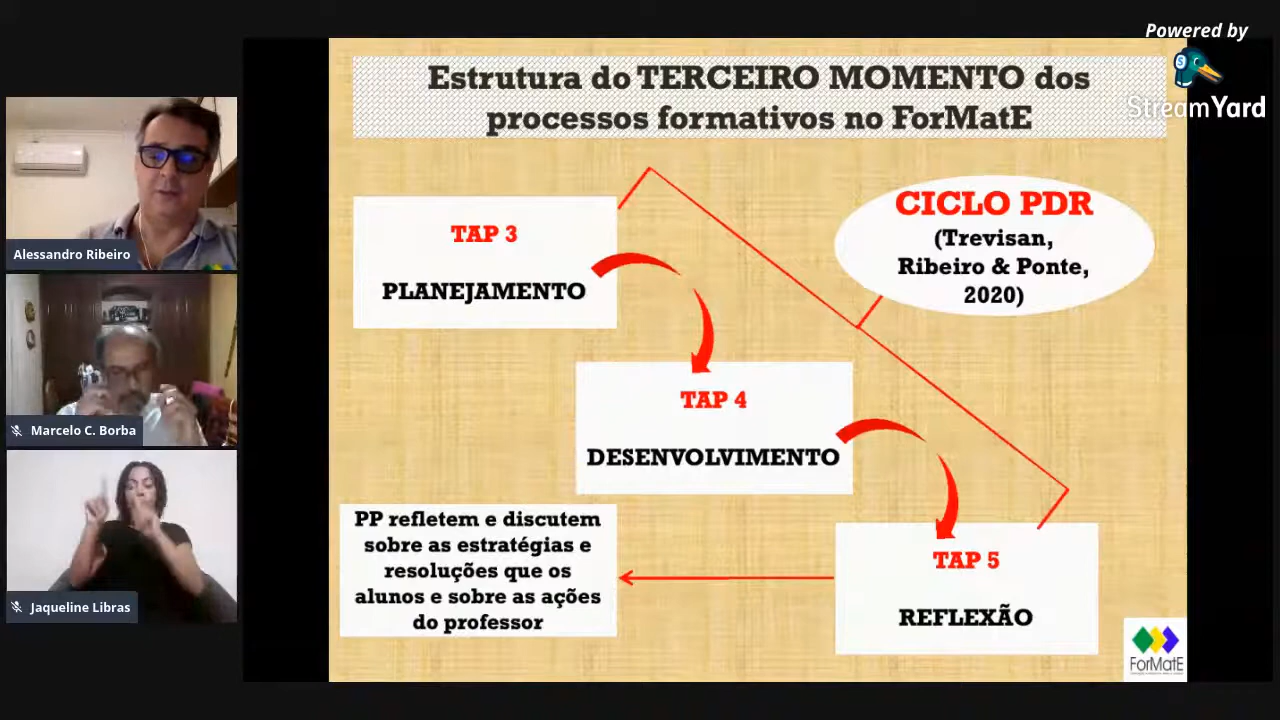 Powered by
StreamYard
Estrutura do TERCEIRO MOMENTO dos
processos formativos no ForMatE
TAP 3
PLANEJAMENTO
CICLO PDR
(Trevisan,
Ribeiro & Ponte,
2020)
TAP 4
DESENVOLVIMENTO
PP refletem e discutem
sobre as estratégias e
resoluções que os
alunos e sobre as ações
do professor
TAP 5
REFLEXÃO
ForMatE
Alessandro Ribeiro
Marcelo C. Borba
Jaqueline Libras